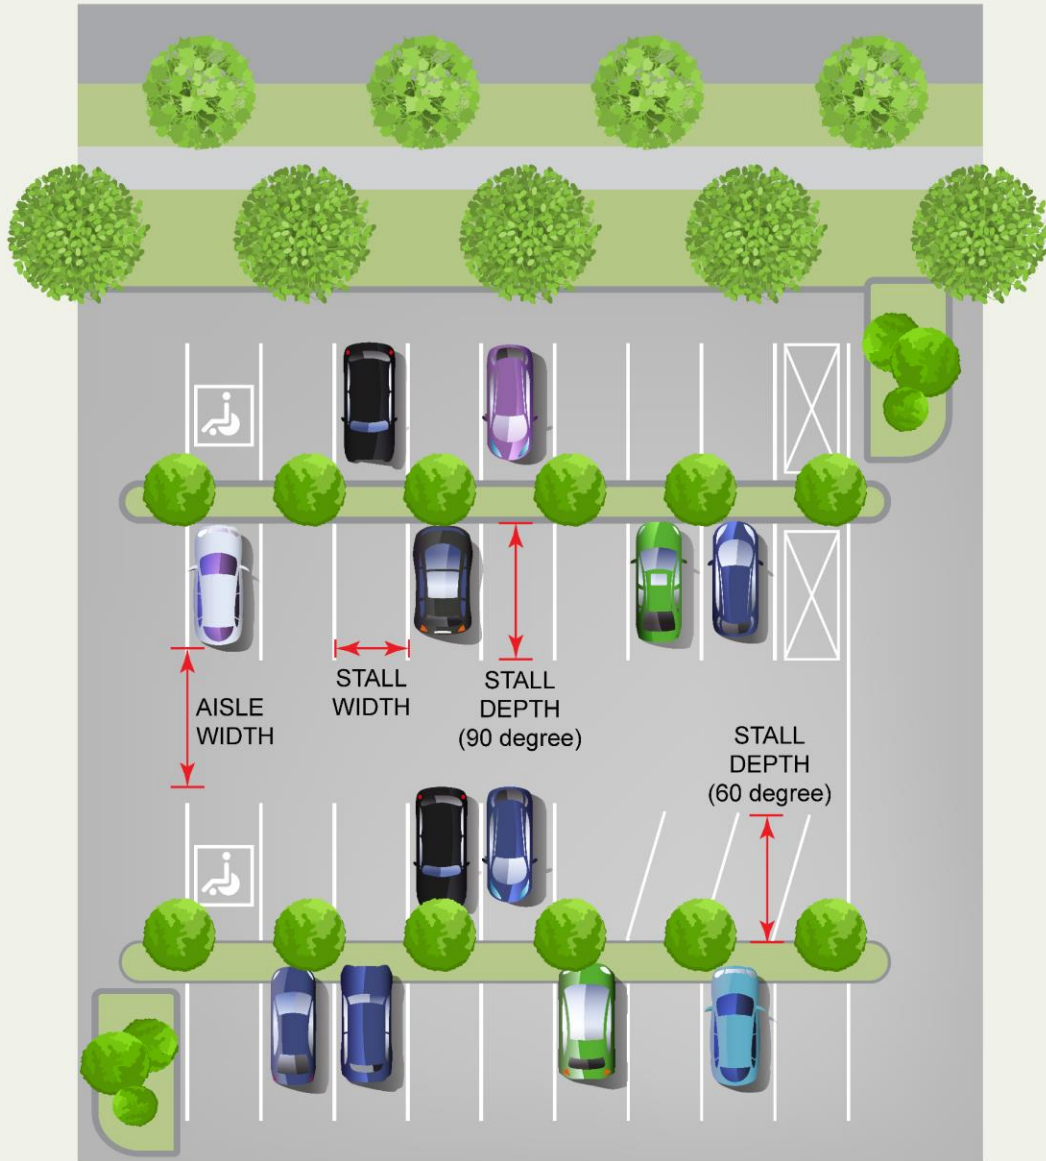 AISLE
WIDTH
STALL
WIDTH
STALL
DEPTH
(90 degree)
STALL
DEPTH
(60 degree)